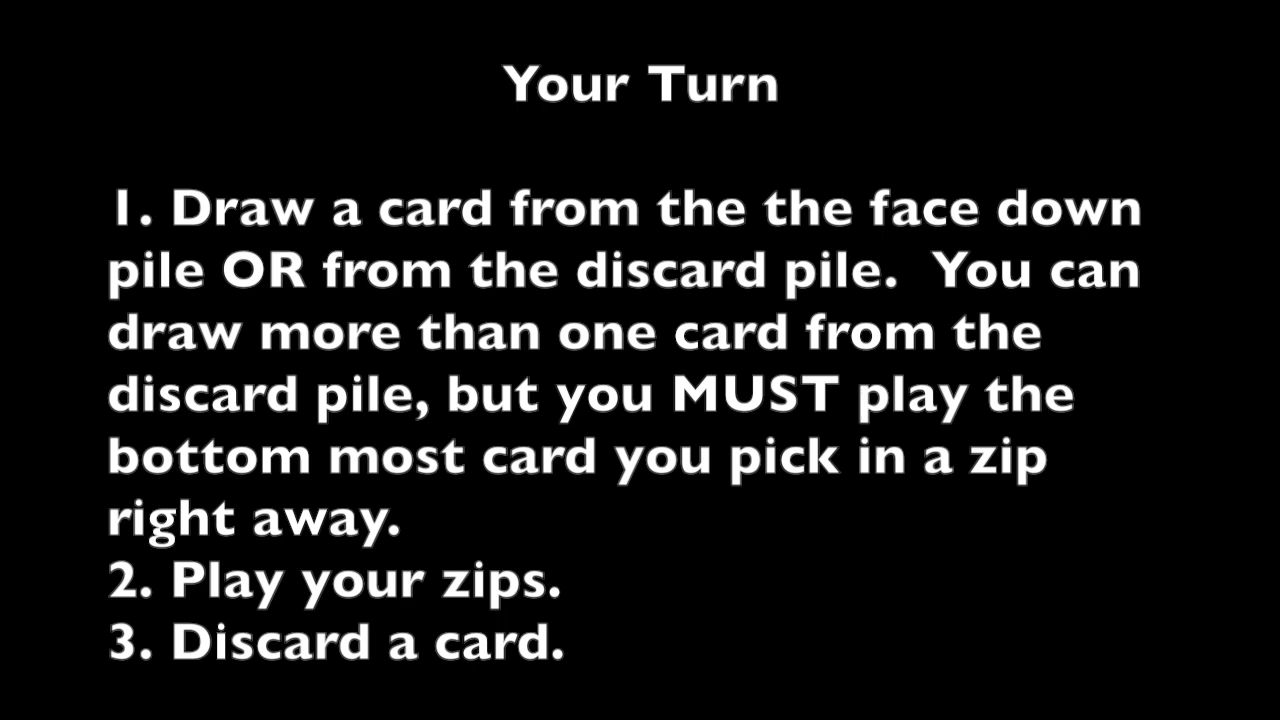 Your Turn
1. Draw a card from the the face down
pile OR from the discard pile.  You can
draw more than one card from the
discard pile, but you MUST play the
bottom most card you pick in a zip
right away.
2. Play your zips.
3. Discard a card.